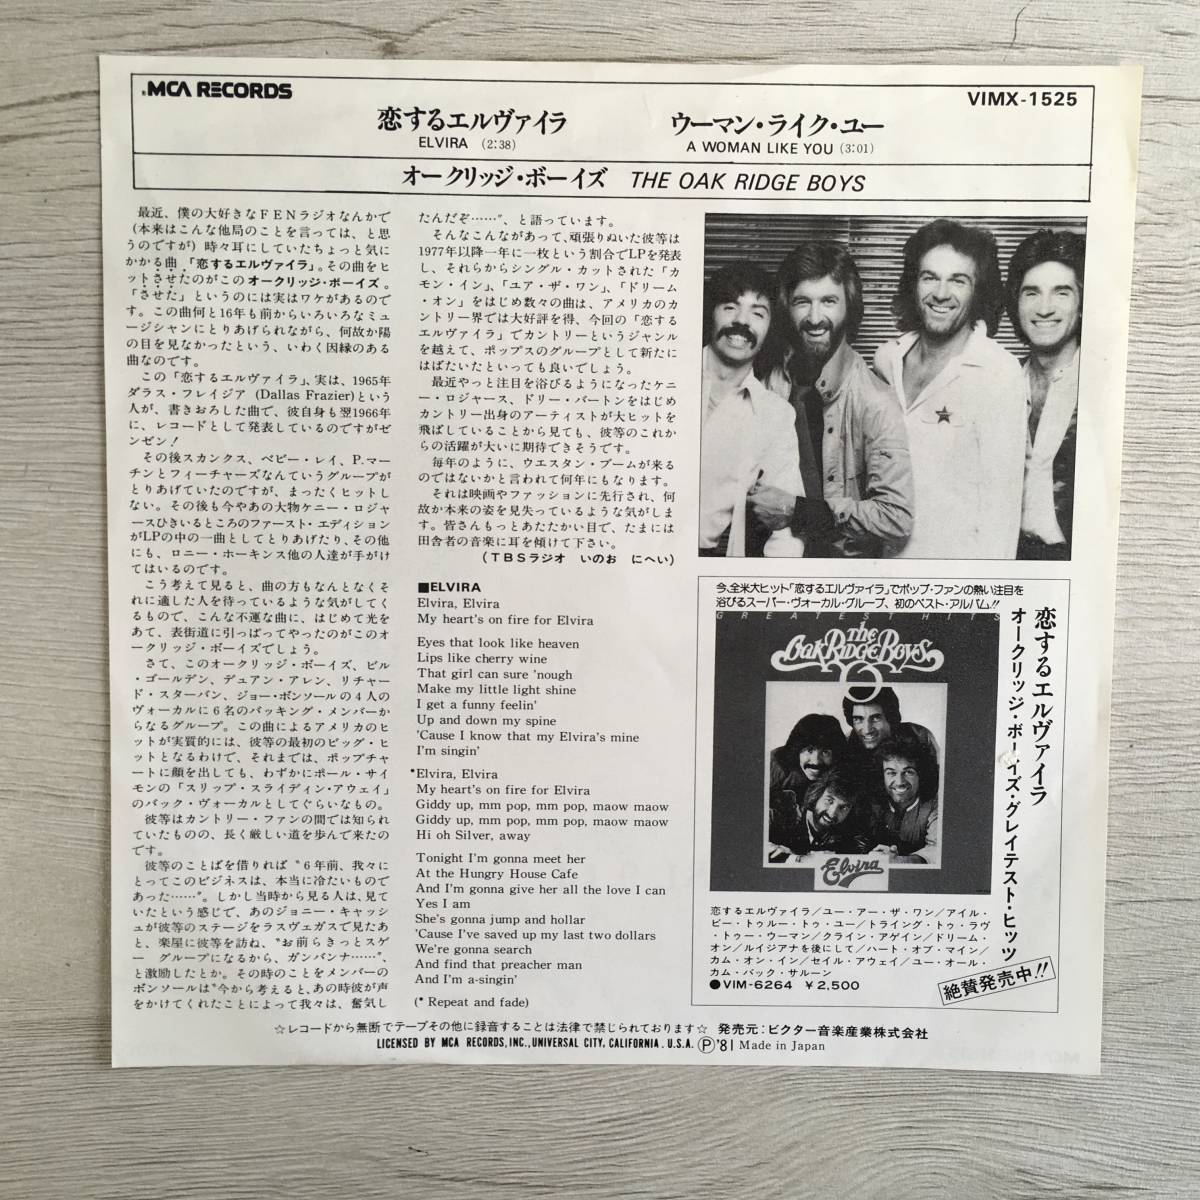 MCA RECORDS
VIMX-1525
恋するエルヴァイラ
ELVIRA (2:38)
ウーマン・ライク・ユー
A WOMAN LIKE YOU (3:01)
オークリッジ・ボーイズ THE OAK RIDGE BOYS
最近、僕の大好きなFENラジオなんかで
(本来はこんな他局のことを言っては、と思
うのですが) 時々耳にしていたちょっと気に
かかる曲、「恋するエルヴァイラ」。その曲をヒ
ットさせたのがこのオークリッジ・ボーイズ。
「させた」というのには実はワケがあるので
す。この曲何と16年も前からいろいろなミュ
ージシャンにとりあげられながら、何故か陽
の目を見なかったという、いわく因縁のある
曲なのです。
この「恋するエルヴァイラ」、実は、1965年
ダラス・フレイジア (Dallas Frazier)という
人が、書きおろした曲で、彼自身も翌1966年
に、レコードとして発表しているのですがゼ
ンゼン!
その後スカンクス、ベビー・レイ、P.マー
チンとフィーチャーズなんていうグループが
とりあげていたのですが、まったくヒットし
ない。その後も今やあの大物ケニー・ロジャ
ースひきいるところのファースト・エディション
がLPの中の一曲としてとりあげたり、その他
にも、ロニー・ホーキンス他の人達が手がけ
てはいるのです。
こう考えて見ると、曲の方もなんとなくそ
れに適した人を待っているような気がしてく
るもので、こんな不運な曲に、はじめて光を
あて、表街道に引っぱってやったのがこのオ
ークリッジ・ボーイズでしょう。
さて、このオークリッジ・ボーイズ、ビル
・ゴールデン、デュアン・アレン、リチャー
ド・スターバン、ジョー・ボンソールの4人の
ヴォーカルに6名のバッキング・メンバーか
らなるグループ。この曲によるアメリカのヒ
ットが実質的には、彼等の最初のビッグ・ヒ
ットとなるわけで、それまでは、ポップチャ
ートに顔を出しても、わずかにポール・サイ
モンの「スリップ・スライディン・アウェイ」
のバック・ヴォーカルとしてぐらいなもの。
彼等はカントリー・ファンの間では知られ
ていたものの、長く厳しい道を歩んで来たの
です。
彼等のことばを借りれば〝6年前、我々に
とってこのビジネスは、本当に冷たいもので
あった……〟。しかし当時から見る人は、見て
いたという感じで、あのジョニー・キャッシ
ュが彼等のステージをラスヴェガスで見たあ
と、楽屋に彼等を訪ね、〝お前らきっとスゲ
ー グループになるから、ガンバンナ……〟、
と激励したとか。その時のことをメンバーの
ボンソールは〝今から考えると、あの時彼が声
をかけてくれたことによって我々は、奮気し
たんだぞ……〟、と語っています。
そんなこんながあって、頑張りぬいた彼等は
1977年以降一年に一枚という割合でLPを発表
し、それらからシングル・カットされた「カ
モン・イン」、「ユア・ザ・ワン」、「ドリーム
・オン」をはじめ数々の曲は、アメリカのカ
ントリー界では大好評を得、今回の「恋する
エルヴァイラ」でカントリーというジャンル
を越えて、ポップスのグループとして新たに
はばたいたといっても良いでしょう。
最近やっと注目を浴びるようになったケニ
ー・ロジャース、ドリー・パートンをはじめ
カントリー出身のアーティストが大ヒットを
飛ばしていることから見ても、彼等のこれか
らの活躍が大いに期待できそうです。
毎年のように、ウエスタン・ブームが来る
のではないかと言われて何年にもなります。
それは映画やファッションに先行され、何
故か本来の姿を見失っているような気がしま
す。皆さんもっとあたたかい目で、たまには
田舎者の音楽に耳を傾けて下さい。
(TBSラジオ いのお にへい)
■ELVIRA
Elvira, Elvira
My heart's on fire for Elvira
Eyes that look like heaven
Lips like cherry wine
That girl can sure 'nough
Make my little light shine
I get a funny feelin'
Up and down my spine
'Cause I know that my Elvira's mine
I'm singin'
*Elvira, Elvira
My heart's on fire for Elvira
Giddy up, mm pop, mm pop, maow maow
Giddy up, mm pop, mm pop, maow maow
Hi oh Silver, away
Tonight I'm gonna meet her
At the Hungry House Cafe
And I'm gonna give her all the love I can
Yes I am
She's gonna jump and hollar
'Cause I've saved up my last two dollars
We're gonna search
And find that preacher man
And I'm a-singin'
(* Repeat and fade)
今、全米大ヒット「恋するエルヴァイラ」でポップ・ファンの熱い注目を
浴びるスーパー・ヴォーカル・グループ、初のベスト・アルバム!!
GREATEST HITS
the
Oak Ridge Boys
Elvira
恋するエルヴァイラ
オークリッジ・ボーイズ・グレイテスト・ヒッツ
恋するエルヴァイラ/ユー・アー・ザ・ワン/アイル・
ビー・トゥルー・トゥ・ユー/トライング・トゥ・ラヴ
・トゥー・ウーマン/クライン・アゲイン/ドリーム・
オン/ルイジアナを後にして/ハート・オブ・マイン/
カム・オン・イン/セイル・アウェイ/ユー・オール・
カム・バック・サルーン
●VIM-6264 ¥2,500
絶賛発売中!!
☆レコードから無断でテープその他に録音することは法律で禁じられております☆ 発売元:ビクター音楽産業株式会社
LICENSED BY MCA RECORDS, INC., UNIVERSAL CITY, CALIFORNIA. U.S.A. Ⓟ'81 Made in Japan